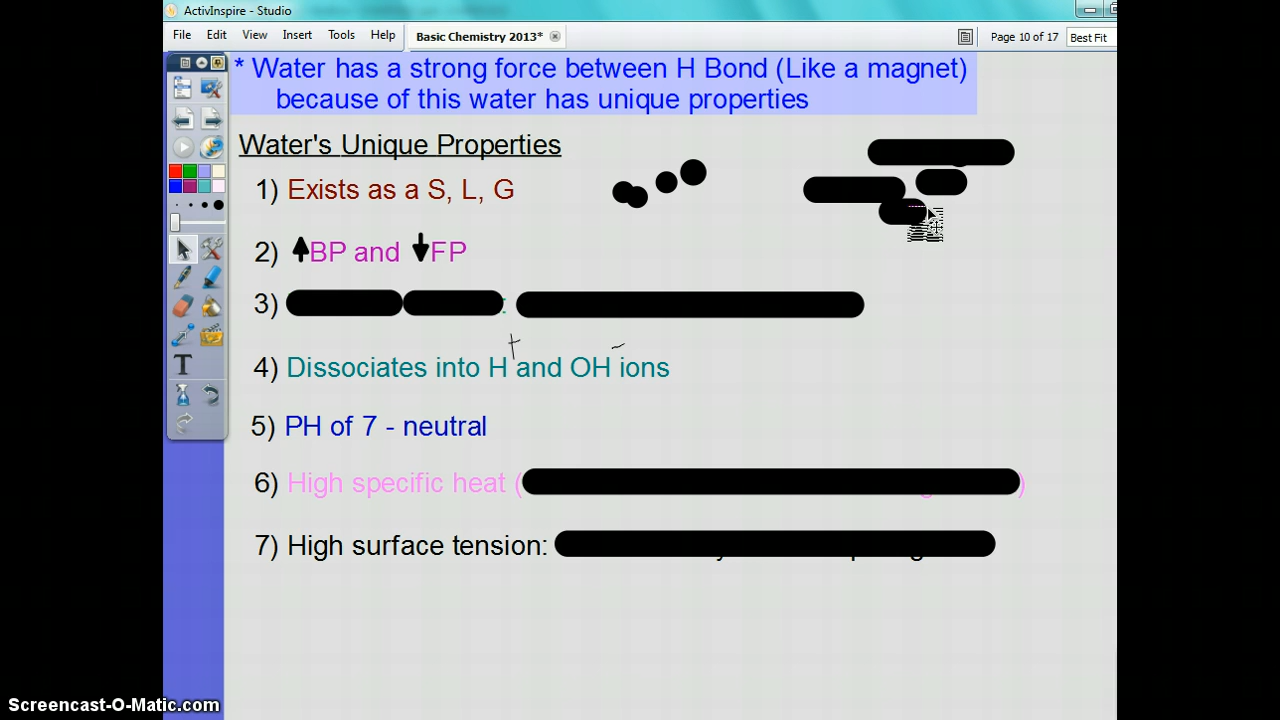 ActivInspire - Studio
File Edit View Insert Tools Help Basic Chemistry 2013* Page 10 of 17 Best Fit
* Water has a strong force between H Bond (Like a magnet)
because of this water has unique properties
Water's Unique Properties
1) Exists as a S, L, G
2) ↑BP and ↓FP
3) :
4) Dissociates into H+ and OH- ions
5) PH of 7 - neutral
6) High specific heat ( )
7) High surface tension:
T
Screencast-O-Matic.com